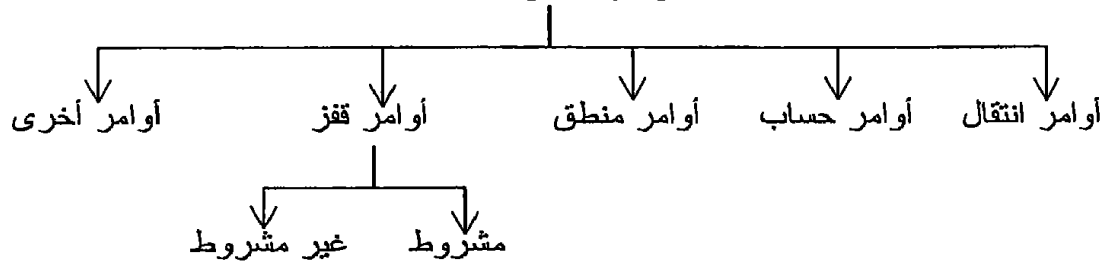 أوامر انتقال أوامر حساب أوامر منطق أوامر قفز أوامر أخرى
مشروط غير مشروط